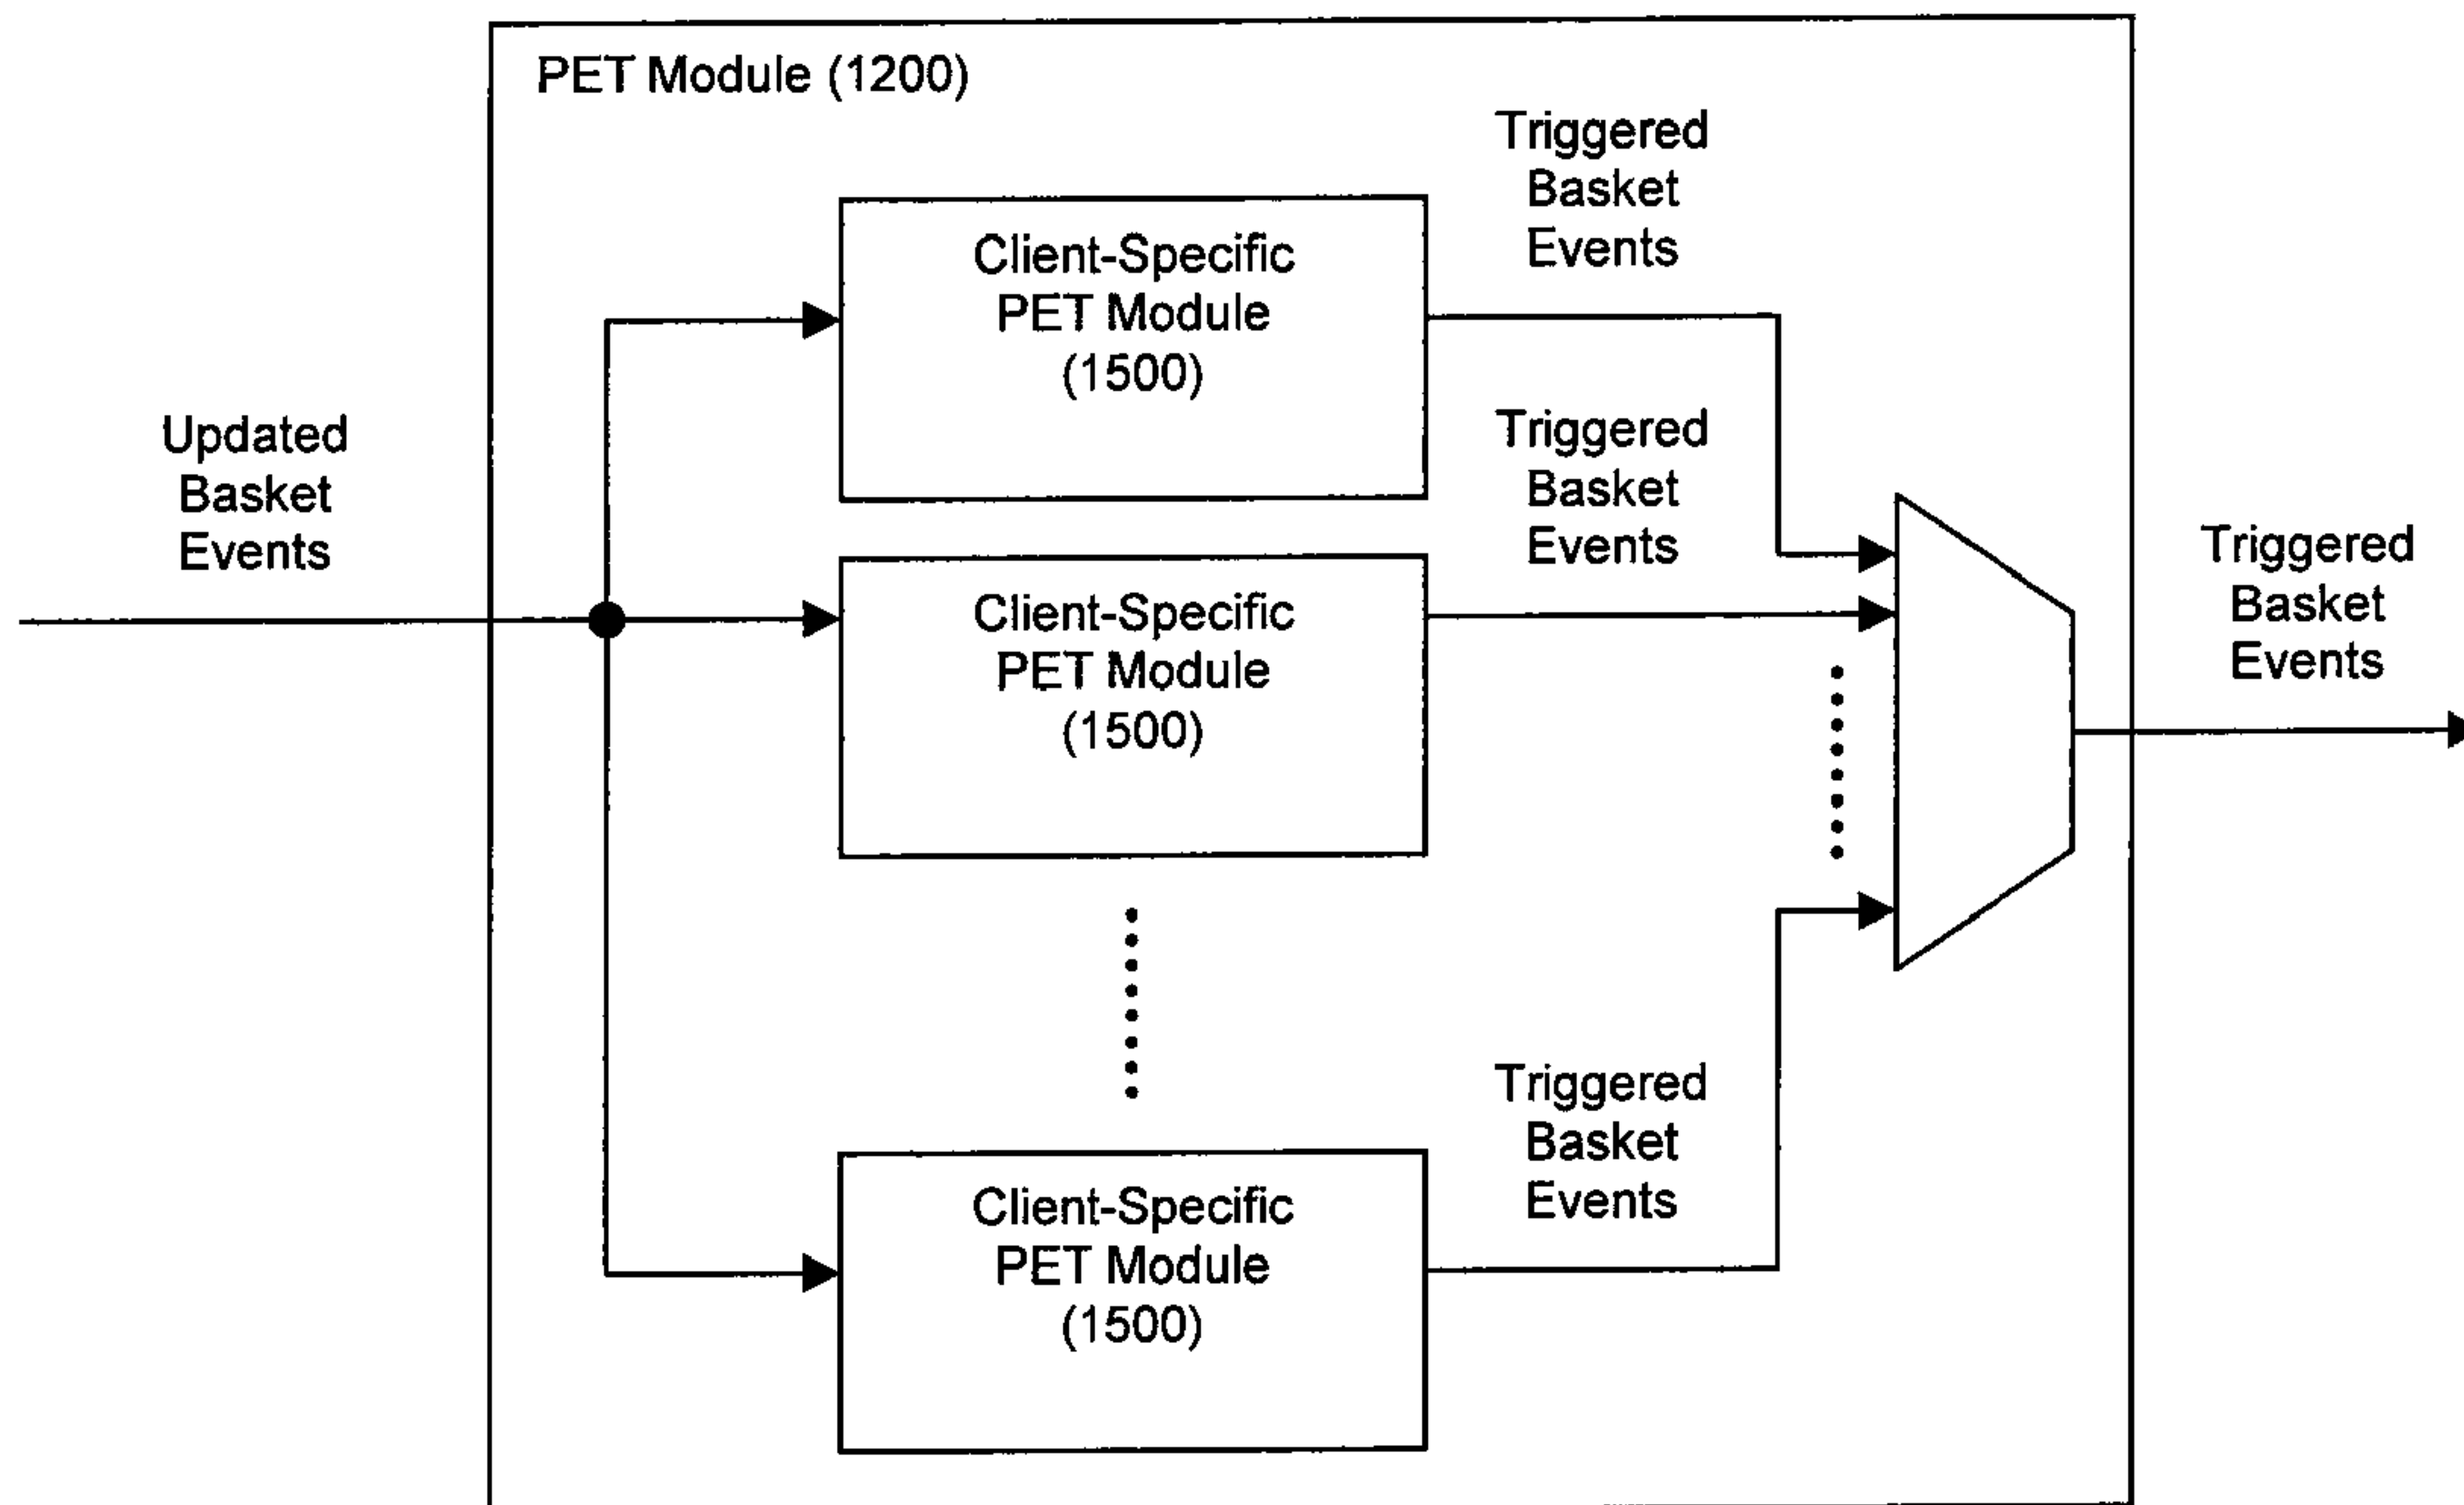 PET Module (1200)
Triggered
Basket
Events
Client-Specific
PET Module
(1500)
Updated
Basket
Events
Triggered
Basket
Events
Client-Specific
PET Module
(1500)
Triggered
Basket
Events
Triggered
Basket
Events
Client-Specific
PET Module
(1500)